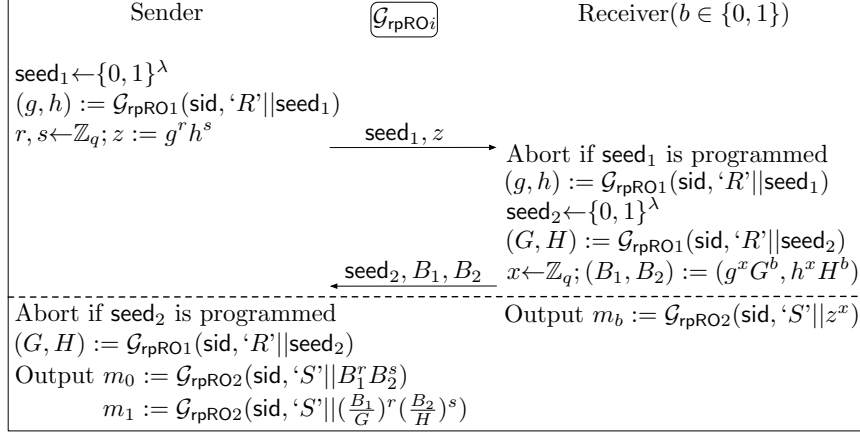 Sender 𝒢_rpROi Receiver(b ∈ {0, 1})
seed₁←{0, 1}^λ
(g, h) := 𝒢_rpRO1(sid, ‘R’||seed₁)
r, s←ℤ_q; z := g^r h^s
seed₁, z
Abort if seed₁ is programmed
(g, h) := 𝒢_rpRO1(sid, ‘R’||seed₁)
seed₂←{0, 1}^λ
(G, H) := 𝒢_rpRO1(sid, ‘R’||seed₂)
x←ℤ_q; (B₁, B₂) := (g^x G^b, h^x H^b)
seed₂, B₁, B₂
Abort if seed₂ is programmed
(G, H) := 𝒢_rpRO1(sid, ‘R’||seed₂)
Output m₀ := 𝒢_rpRO2(sid, ‘S’||B₁^r B₂^s)
m₁ := 𝒢_rpRO2(sid, ‘S’||(B₁/G)^r (B₂/H)^s)
Output m_b := 𝒢_rpRO2(sid, ‘S’||z^x)